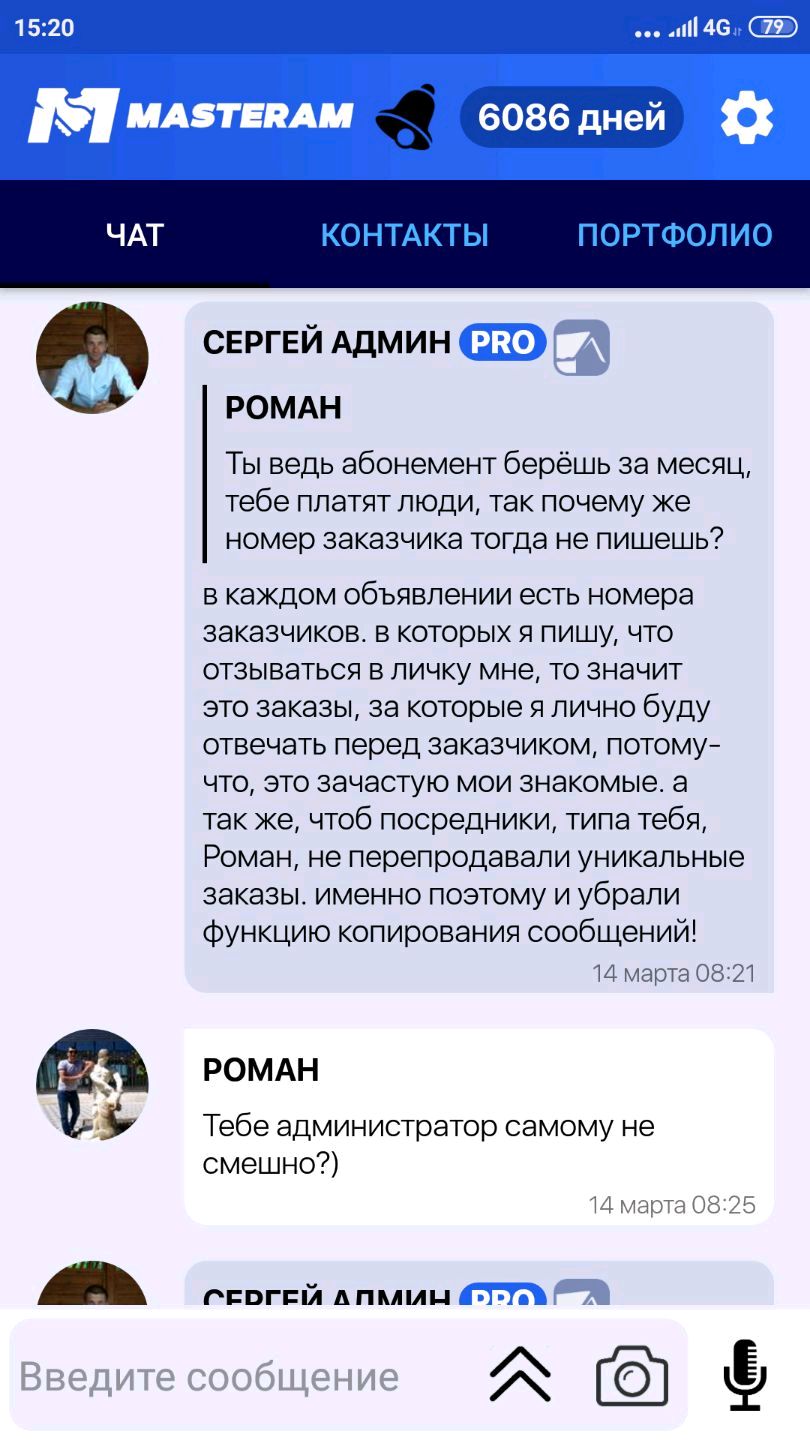 15:20
4G
79
MASTERAM
6086 дней
ЧАТ
КОНТАКТЫ
ПОРТФОЛИО
СЕРГЕЙ АДМИН PRO
РОМАН
Ты ведь абонемент берёшь за месяц,
тебе платят люди, так почему же
номер заказчика тогда не пишешь?
в каждом объявлении есть номера
заказчиков. в которых я пишу, что
отзываться в личку мне, то значит
это заказы, за которые я лично буду
отвечать перед заказчиком, потому-
что, это зачастую мои знакомые. а
так же, чтоб посредники, типа тебя,
Роман, не перепродавали уникальные
заказы. именно поэтому и убрали
функцию копирования сообщений!
14 марта 08:21
РОМАН
Тебе администратор самому не
смешно?)
14 марта 08:25
СЕРГЕЙ АДМИН PRO
Введите сообщение